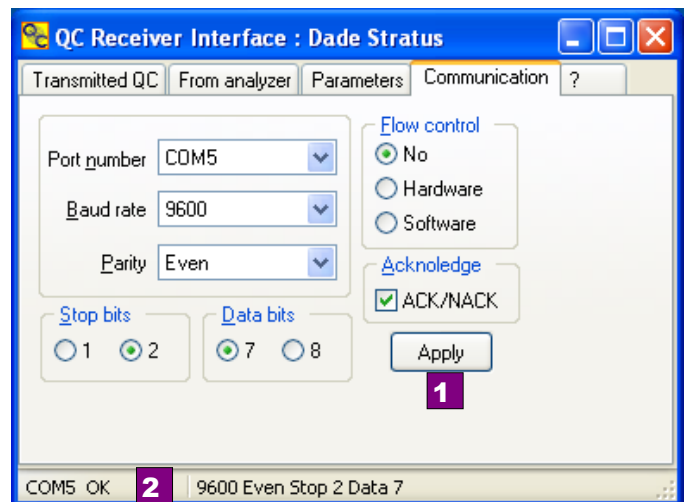 QC QC Receiver Interface : Dade Stratus
Transmitted QC From analyzer Parameters Communication ?
Port number COM5
Baud rate 9600
Parity Even
Flow control
No
Hardware
Software
Acknoledge
ACK/NACK
Stop bits
1 2
Data bits
7 8
Apply
1
COM5 OK 2 9600 Even Stop 2 Data 7